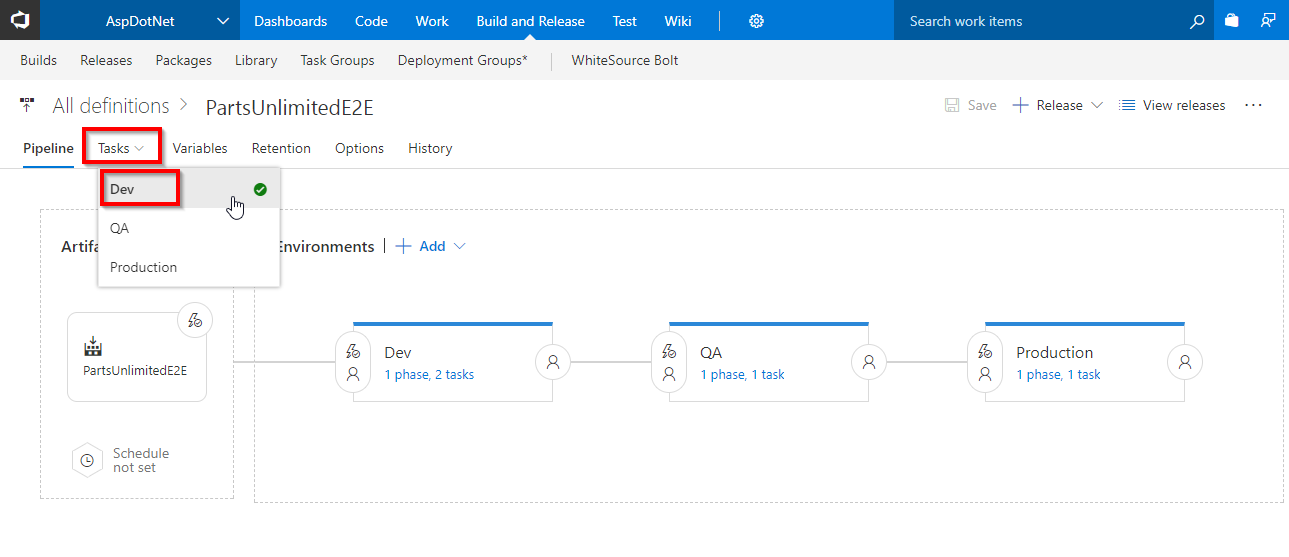 AspDotNet Dashboards Code Work Build and Release Test Wiki Search work items
Builds Releases Packages Library Task Groups Deployment Groups* WhiteSource Bolt
All definitions > PartsUnlimitedE2E Save + Release View releases ...
Pipeline Tasks Variables Retention Options History
Dev
QA
Production
Artifa Environments | + Add
Dev QA Production
1 phase, 2 tasks 1 phase, 1 task 1 phase, 1 task
PartsUnlimitedE2E
Schedule
not set